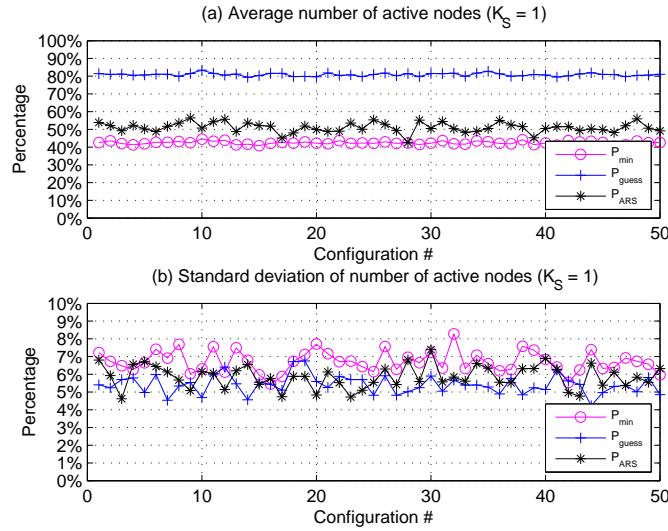 (a) Average number of active nodes (K_S = 1)
100%
90%
80%
70%
60%
50%
40%
30%
20%
10%
0%
Percentage
P_min
P_guess
P_ARS
0 10 20 30 40 50
Configuration #
(b) Standard deviation of number of active nodes (K_S = 1)
10%
9%
8%
7%
6%
5%
4%
3%
2%
1%
0%
Percentage
P_min
P_guess
P_ARS
0 10 20 30 40 50
Configuration #